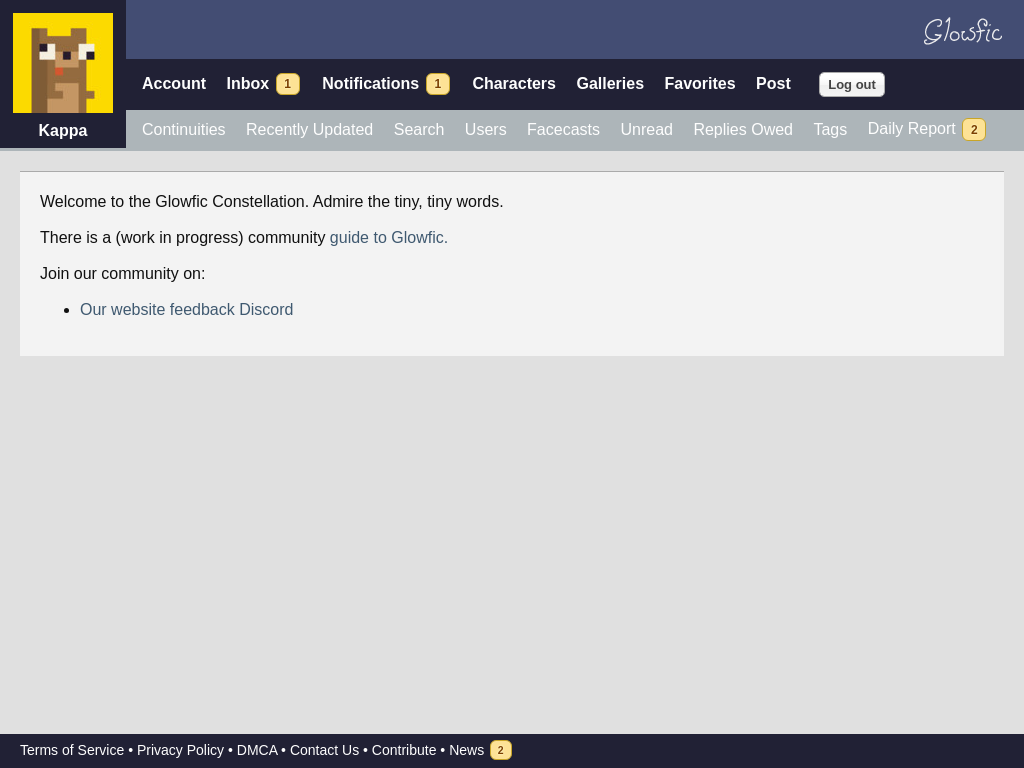 Glowfic
Account Inbox 1 Notifications 1 Characters Galleries Favorites Post Log out
Kappa
Continuities Recently Updated Search Users Facecasts Unread Replies Owed Tags Daily Report 2
Welcome to the Glowfic Constellation. Admire the tiny, tiny words.
There is a (work in progress) community guide to Glowfic.
Join our community on:
• Our website feedback Discord
Terms of Service • Privacy Policy • DMCA • Contact Us • Contribute • News 2